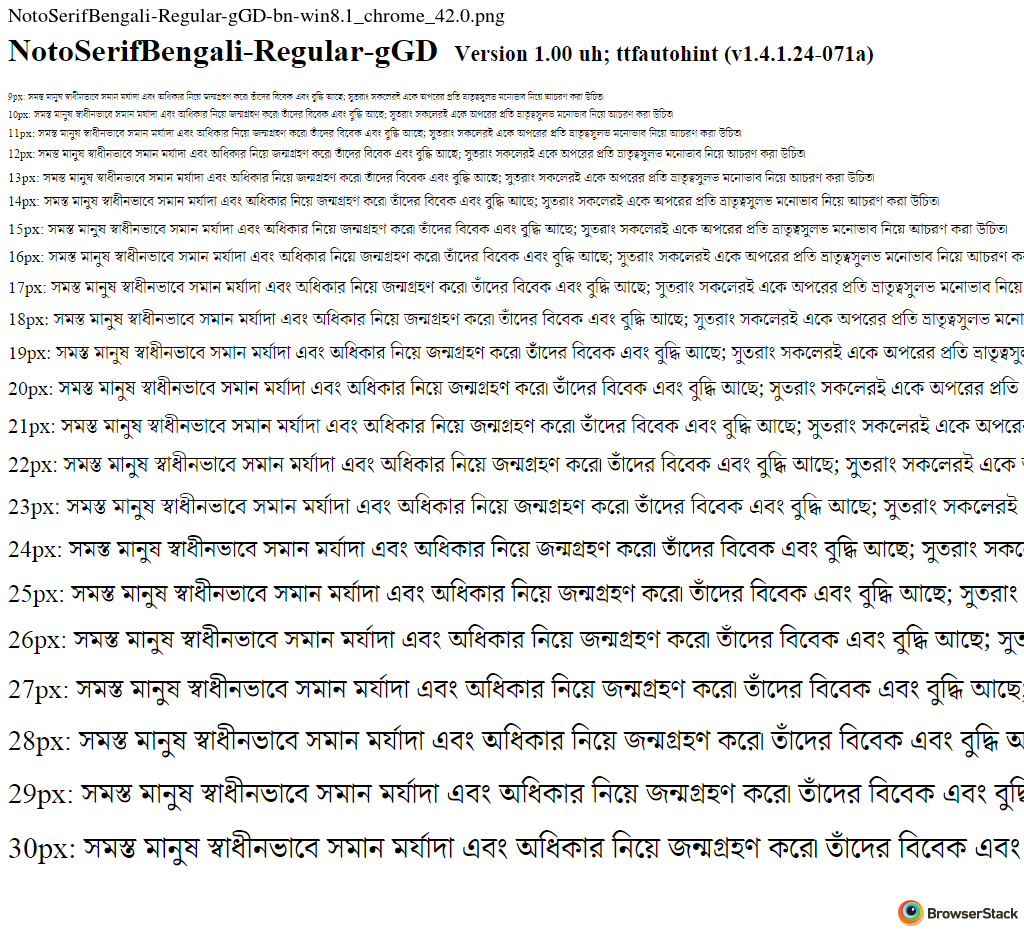 NotoSerifBengali-Regular-gGD-bn-win8.1_chrome_42.0.png
NotoSerifBengali-Regular-gGD Version 1.00 uh; ttfautohint (v1.4.1.24-071a)
9px: সমস্ত মানুষ স্বাধীনভাবে সমান মর্যাদা এবং অধিকার নিয়ে জন্মগ্রহণ করে। তাঁদের বিবেক এবং বুদ্ধি আছে; সুতরাং সকলেরই একে অপরের প্রতি ভ্রাতৃত্বসুলভ মনোভাব নিয়ে আচরণ করা উচিত।
10px: সমস্ত মানুষ স্বাধীনভাবে সমান মর্যাদা এবং অধিকার নিয়ে জন্মগ্রহণ করে। তাঁদের বিবেক এবং বুদ্ধি আছে; সুতরাং সকলেরই একে অপরের প্রতি ভ্রাতৃত্বসুলভ মনোভাব নিয়ে আচরণ করা উচিত।
11px: সমস্ত মানুষ স্বাধীনভাবে সমান মর্যাদা এবং অধিকার নিয়ে জন্মগ্রহণ করে। তাঁদের বিবেক এবং বুদ্ধি আছে; সুতরাং সকলেরই একে অপরের প্রতি ভ্রাতৃত্বসুলভ মনোভাব নিয়ে আচরণ করা উচিত।
12px: সমস্ত মানুষ স্বাধীনভাবে সমান মর্যাদা এবং অধিকার নিয়ে জন্মগ্রহণ করে। তাঁদের বিবেক এবং বুদ্ধি আছে; সুতরাং সকলেরই একে অপরের প্রতি ভ্রাতৃত্বসুলভ মনোভাব নিয়ে আচরণ করা উচিত।
13px: সমস্ত মানুষ স্বাধীনভাবে সমান মর্যাদা এবং অধিকার নিয়ে জন্মগ্রহণ করে। তাঁদের বিবেক এবং বুদ্ধি আছে; সুতরাং সকলেরই একে অপরের প্রতি ভ্রাতৃত্বসুলভ মনোভাব নিয়ে আচরণ করা উচিত।
14px: সমস্ত মানুষ স্বাধীনভাবে সমান মর্যাদা এবং অধিকার নিয়ে জন্মগ্রহণ করে। তাঁদের বিবেক এবং বুদ্ধি আছে; সুতরাং সকলেরই একে অপরের প্রতি ভ্রাতৃত্বসুলভ মনোভাব নিয়ে আচরণ করা উচিত।
15px: সমস্ত মানুষ স্বাধীনভাবে সমান মর্যাদা এবং অধিকার নিয়ে জন্মগ্রহণ করে। তাঁদের বিবেক এবং বুদ্ধি আছে; সুতরাং সকলেরই একে অপরের প্রতি ভ্রাতৃত্বসুলভ মনোভাব নিয়ে আচরণ করা উচিত।
16px: সমস্ত মানুষ স্বাধীনভাবে সমান মর্যাদা এবং অধিকার নিয়ে জন্মগ্রহণ করে। তাঁদের বিবেক এবং বুদ্ধি আছে; সুতরাং সকলেরই একে অপরের প্রতি ভ্রাতৃত্বসুলভ মনোভাব নিয়ে আচরণ
17px: সমস্ত মানুষ স্বাধীনভাবে সমান মর্যাদা এবং অধিকার নিয়ে জন্মগ্রহণ করে। তাঁদের বিবেক এবং বুদ্ধি আছে; সুতরাং সকলেরই একে অপরের প্রতি ভ্রাতৃত্বসুলভ মনোভাব নিয়ে
18px: সমস্ত মানুষ স্বাধীনভাবে সমান মর্যাদা এবং অধিকার নিয়ে জন্মগ্রহণ করে। তাঁদের বিবেক এবং বুদ্ধি আছে; সুতরাং সকলেরই একে অপরের প্রতি ভ্রাতৃত্বসুলভ মনো
19px: সমস্ত মানুষ স্বাধীনভাবে সমান মর্যাদা এবং অধিকার নিয়ে জন্মগ্রহণ করে। তাঁদের বিবেক এবং বুদ্ধি আছে; সুতরাং সকলেরই একে অপরের প্রতি ভ্রাতৃত্বসু
20px: সমস্ত মানুষ স্বাধীনভাবে সমান মর্যাদা এবং অধিকার নিয়ে জন্মগ্রহণ করে। তাঁদের বিবেক এবং বুদ্ধি আছে; সুতরাং সকলেরই একে অপরের প্রতি
21px: সমস্ত মানুষ স্বাধীনভাবে সমান মর্যাদা এবং অধিকার নিয়ে জন্মগ্রহণ করে। তাঁদের বিবেক এবং বুদ্ধি আছে; সুতরাং সকলেরই একে অপরে
22px: সমস্ত মানুষ স্বাধীনভাবে সমান মর্যাদা এবং অধিকার নিয়ে জন্মগ্রহণ করে। তাঁদের বিবেক এবং বুদ্ধি আছে; সুতরাং সকলেরই একে
23px: সমস্ত মানুষ স্বাধীনভাবে সমান মর্যাদা এবং অধিকার নিয়ে জন্মগ্রহণ করে। তাঁদের বিবেক এবং বুদ্ধি আছে; সুতরাং সকলেরই
24px: সমস্ত মানুষ স্বাধীনভাবে সমান মর্যাদা এবং অধিকার নিয়ে জন্মগ্রহণ করে। তাঁদের বিবেক এবং বুদ্ধি আছে; সুতরাং সকলে
25px: সমস্ত মানুষ স্বাধীনভাবে সমান মর্যাদা এবং অধিকার নিয়ে জন্মগ্রহণ করে। তাঁদের বিবেক এবং বুদ্ধি আছে; সুতরাং
26px: সমস্ত মানুষ স্বাধীনভাবে সমান মর্যাদা এবং অধিকার নিয়ে জন্মগ্রহণ করে। তাঁদের বিবেক এবং বুদ্ধি আছে; সুত
27px: সমস্ত মানুষ স্বাধীনভাবে সমান মর্যাদা এবং অধিকার নিয়ে জন্মগ্রহণ করে। তাঁদের বিবেক এবং বুদ্ধি আছে;
28px: সমস্ত মানুষ স্বাধীনভাবে সমান মর্যাদা এবং অধিকার নিয়ে জন্মগ্রহণ করে। তাঁদের বিবেক এবং বুদ্ধি
29px: সমস্ত মানুষ স্বাধীনভাবে সমান মর্যাদা এবং অধিকার নিয়ে জন্মগ্রহণ করে। তাঁদের বিবেক এবং বুদ্ধি
30px: সমস্ত মানুষ স্বাধীনভাবে সমান মর্যাদা এবং অধিকার নিয়ে জন্মগ্রহণ করে। তাঁদের বিবেক এবং
BrowserStack